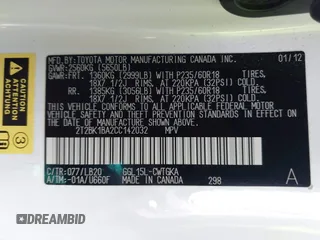 MFD. BY:TOYOTA MOTOR MANUFACTURING CANADA INC. 01/12
GVWR:2560KG (5650LB)
GAWR:FRT. 1360KG (2999LB) WITH P235/60R18 TIRES,
18X7 1/2J RIMS, AT 220KPA (32PSI) COLD
RR. 1385KG (3056LB) WITH P235/60R18 TIRES,
18X7 1/2J RIMS, AT 220KPA (32PSI) COLD
THIS VEHICLE CONFORMS TO ALL APPLICABLE FEDERAL MOTOR
VEHICLE SAFETY AND THEFT PREVENTION STANDARDS IN EFFECT
ON THE DATE OF MANUFACTURE SHOWN ABOVE.
2T2BK1BA2CC142032 MPV
C/TR:077/LB20 GGL15L-CWTGKA
A/TM:-01A/U660F MADE IN CANADA 298 A
DREAMBID